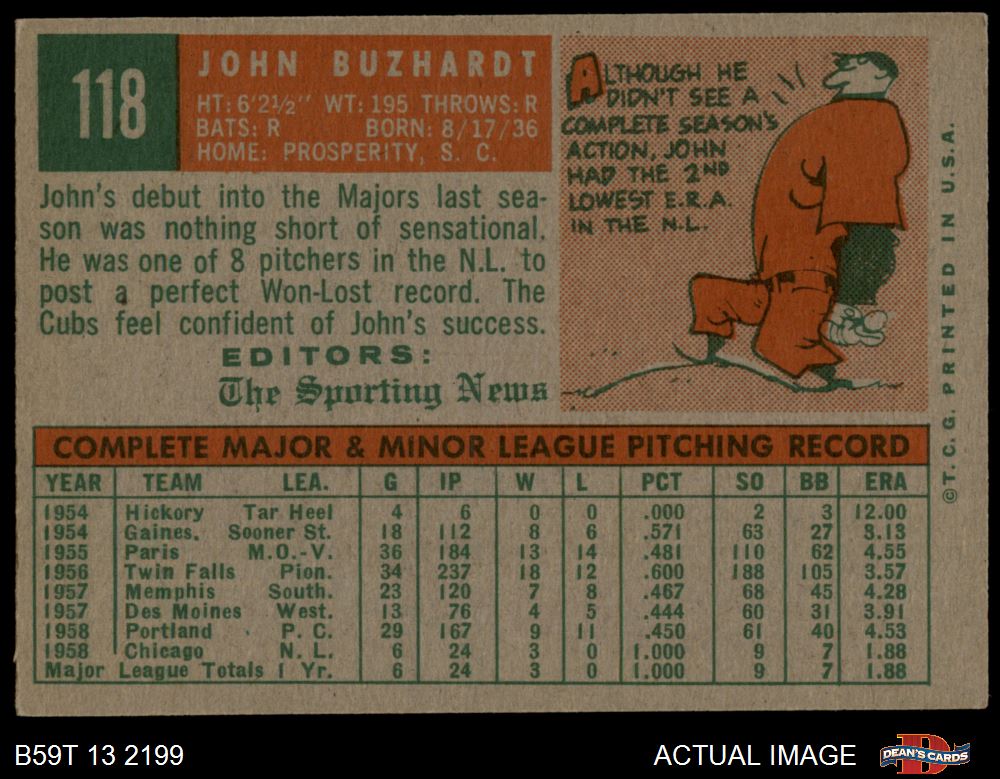 118
JOHN BUZHARDT
HT: 6'2½" WT: 195 THROWS: R
BATS: R BORN: 8/17/36
HOME: PROSPERITY, S. C.
John's debut into the Majors last sea-
son was nothing short of sensational.
He was one of 8 pitchers in the N.L. to
post a perfect Won-Lost record. The
Cubs feel confident of John's success.
EDITORS:
The Sporting News
ALTHOUGH HE
DIDN'T SEE A
COMPLETE SEASON'S
ACTION, JOHN
HAD THE 2ND
LOWEST E.R.A.
IN THE N.L.
©T.C.G. PRINTED IN U.S.A.
COMPLETE MAJOR & MINOR LEAGUE PITCHING RECORD
YEAR TEAM LEA. G IP W L PCT SO BB ERA
1954 Hickory Tar Heel 4 6 0 0 .000 2 3 12.00
1954 Gaines. Sooner St. 18 112 8 6 .571 63 27 3.13
1955 Paris M.O.-V. 36 184 13 14 .481 110 62 4.55
1956 Twin Falls Pion. 34 237 18 12 .600 188 105 3.57
1957 Memphis South. 23 120 7 8 .467 68 45 4.28
1957 Des Moines West. 13 76 4 5 .444 60 31 3.91
1958 Portland P. C. 29 167 9 11 .450 61 40 4.53
1958 Chicago N. L. 6 24 3 0 1.000 9 7 1.88
Major League Totals 1 Yr. 6 24 3 0 1.000 9 7 1.88
B59T 13 2199
ACTUAL IMAGE
D
DEAN'S CARDS